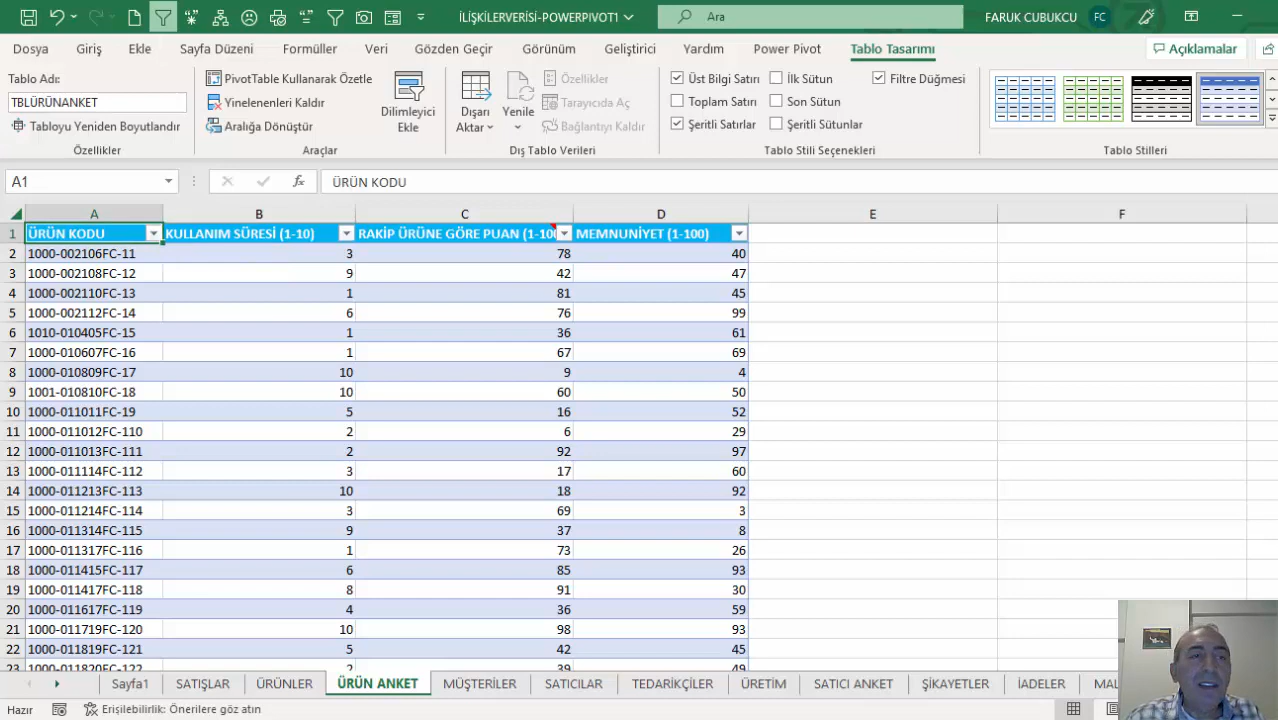 İLİŞKİLERVERİSİ-POWERPIVOT1
Ara
FARUK CUBUKCU
FC
Dosya
Giriş
Ekle
Sayfa Düzeni
Formüller
Veri
Gözden Geçir
Görünüm
Geliştirici
Yardım
Power Pivot
Tablo Tasarımı
Açıklamalar
Tablo Adı:
TBLÜRÜNANKET
Tabloyu Yeniden Boyutlandır
Özellikler
PivotTable Kullanarak Özetle
Yinelenenleri Kaldır
Aralığa Dönüştür
Dilimleyici
Ekle
Araçlar
Dışarı
Aktar
Yenile
Özellikler
Tarayıcıda Aç
Bağlantıyı Kaldır
Dış Tablo Verileri
Üst Bilgi Satırı
İlk Sütun
Filtre Düğmesi
Toplam Satırı
Son Sütun
Şeritli Satırlar
Şeritli Sütunlar
Tablo Stili Seçenekleri
Tablo Stilleri
A1
fx
ÜRÜN KODU
A B C D E F
1 ÜRÜN KODU KULLANIM SÜRESİ (1-10) RAKİP ÜRÜNE GÖRE PUAN (1-100 MEMNUNİYET (1-100)
2 1000-002106FC-11 3 78 40
3 1000-002108FC-12 9 42 47
4 1000-002110FC-13 1 81 45
5 1000-002112FC-14 6 76 99
6 1010-010405FC-15 1 36 61
7 1000-010607FC-16 1 67 69
8 1000-010809FC-17 10 9 4
9 1001-010810FC-18 10 60 50
10 1000-011011FC-19 5 16 52
11 1000-011012FC-110 2 6 29
12 1000-011013FC-111 2 92 97
13 1000-011114FC-112 3 17 60
14 1000-011213FC-113 10 18 92
15 1000-011214FC-114 3 69 3
16 1000-011314FC-115 9 37 8
17 1000-011317FC-116 1 73 26
18 1000-011415FC-117 6 85 93
19 1000-011417FC-118 8 91 30
20 1000-011617FC-119 4 36 59
21 1000-011719FC-120 10 98 93
22 1000-011819FC-121 5 42 45
23 1000-011820FC-122 2 39 49
Sayfa1
SATIŞLAR
ÜRÜNLER
ÜRÜN ANKET
MÜŞTERİLER
SATICILAR
TEDARİKÇİLER
ÜRETİM
SATICI ANKET
ŞİKAYETLER
İADELER
MAL
Hazır
Erişilebilirlik: Önerilere göz atın